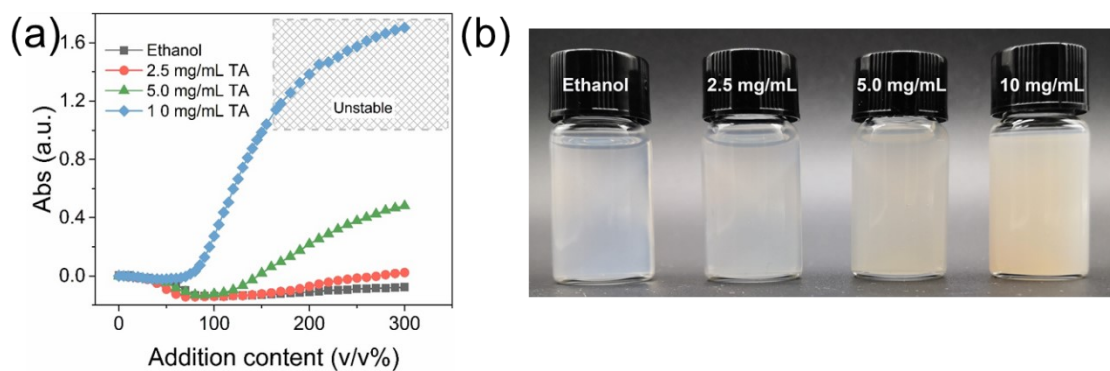 (a)
Abs (a.u.)
1.6
1.2
0.8
0.4
0.0
Ethanol
2.5 mg/mL TA
5.0 mg/mL TA
1 0 mg/mL TA
Unstable
0
100
200
300
Addition content (v/v%)
(b)
Ethanol
2.5 mg/mL
5.0 mg/mL
10 mg/mL